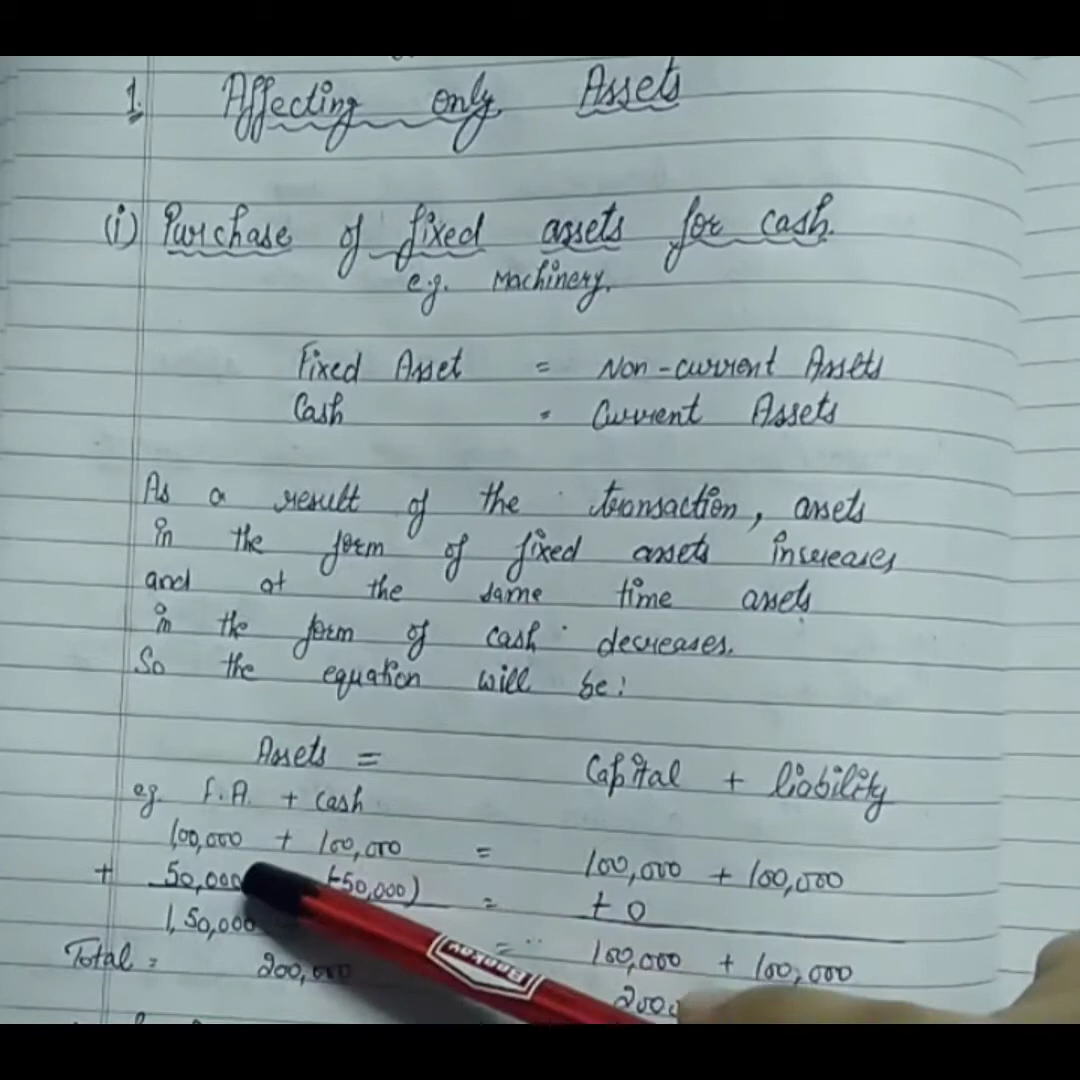 1. Affecting only Assets
(i) Purchase of fixed assets for cash.
e.g. Machinery.
Fixed Asset = Non-current Assets
Cash = Current Assets
As a result of the transaction, assets
in the form of fixed assets increases
and at the same time assets
in the form of cash decreases.
So the equation will be:
Assets = Capital + liability
eg. F.A. + cash
100,000 + 100,000 = 100,000 + 100,000
+ 50,000 (-50,000) = + 0
1,50,000 = 100,000 + 100,000
Total = 200,000 200,